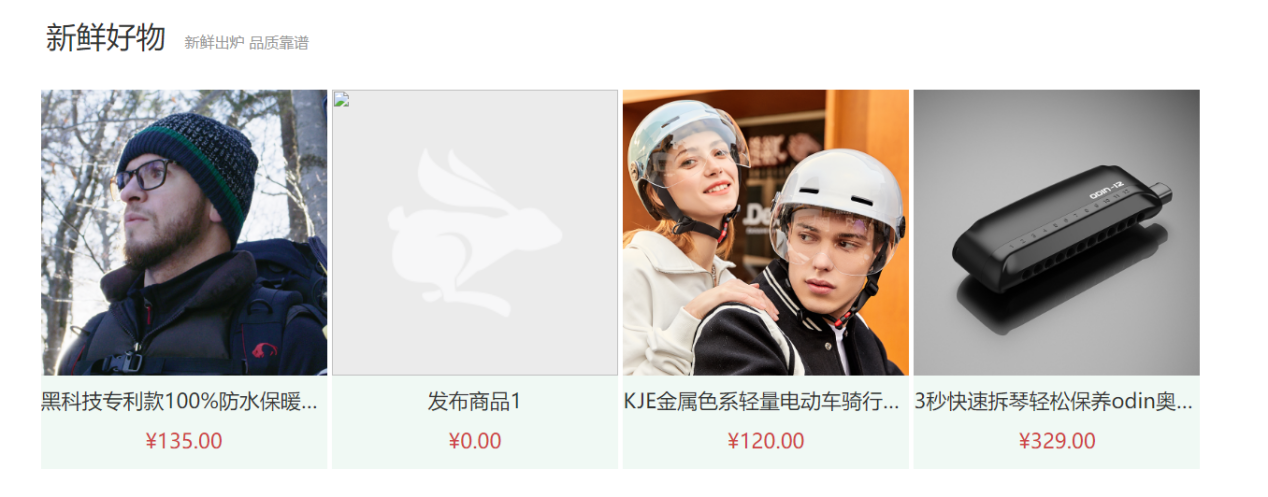 新鲜好物 新鲜出炉 品质靠谱
ODIN-12
黑科技专利款100%防水保暖...
¥135.00
发布商品1
¥0.00
KJE金属色系轻量电动车骑行...
¥120.00
3秒快速拆琴轻松保养odin奥...
¥329.00